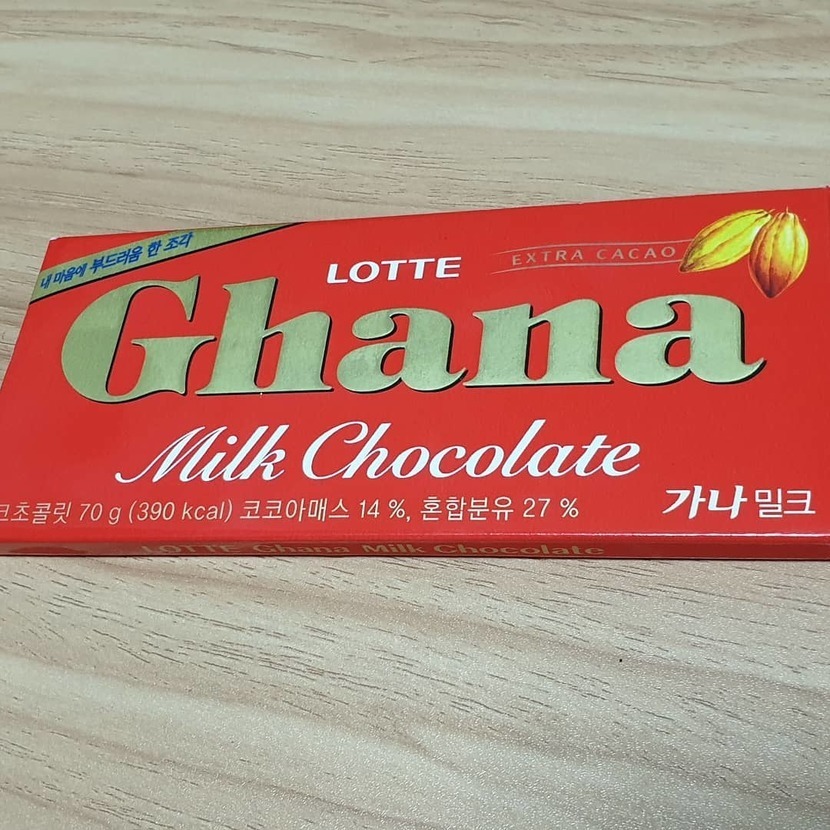 내 마음에 부드러움 한 조각
LOTTE
EXTRA CACAO
Ghana
Milk Chocolate
초콜릿 70 g (390 kcal) 코코아매스 14 %, 혼합분유 27 %
가나 밀크
LOTTE Ghana Milk Chocolate